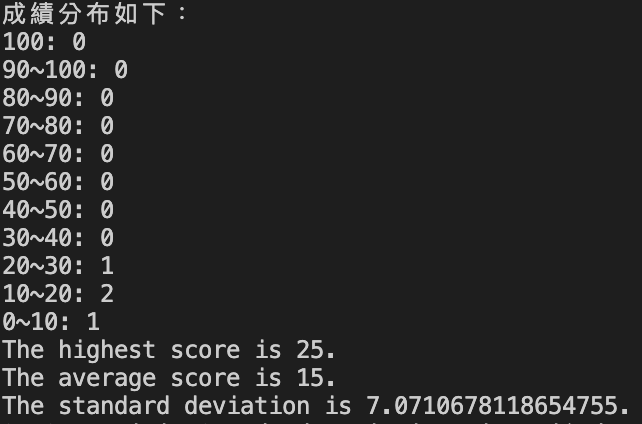 成績分布如下：
100: 0
90~100: 0
80~90: 0
70~80: 0
60~70: 0
50~60: 0
40~50: 0
30~40: 0
20~30: 1
10~20: 2
0~10: 1
The highest score is 25.
The average score is 15.
The standard deviation is 7.0710678118654755.